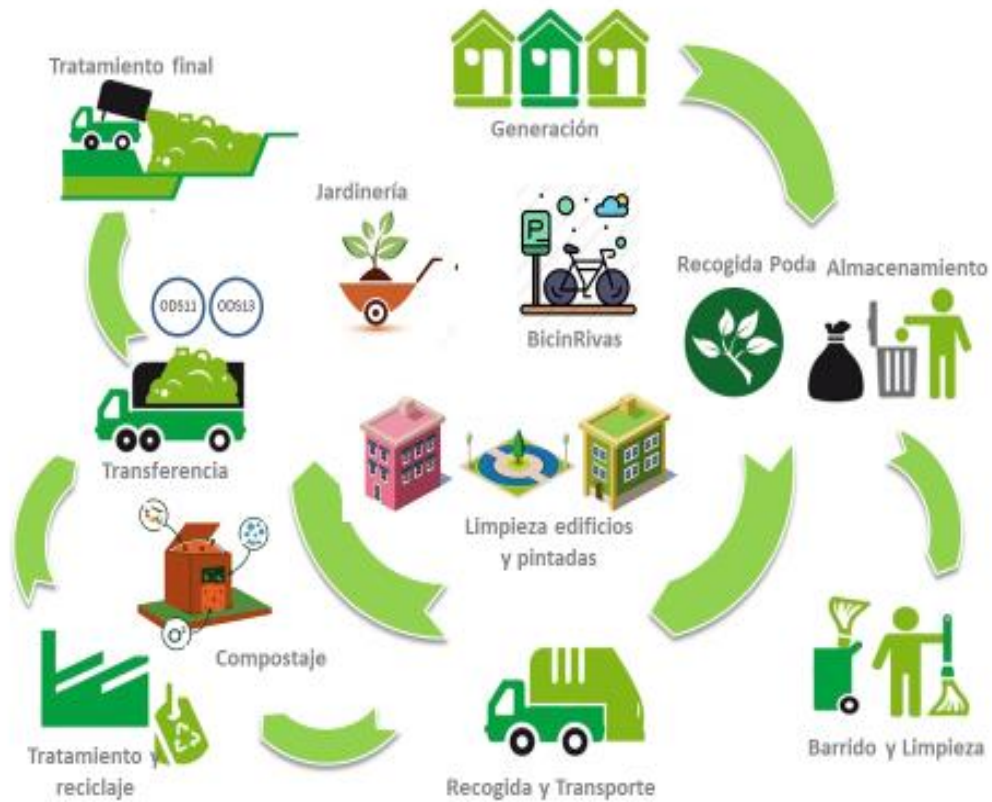 Tratamiento final
Generación
Jardinería
P
Recogida Poda
Almacenamiento
ODS11
ODS13
BicinRivas
Transferencia
Limpieza edificios
y pintadas
O²
Compostaje
Tratamiento y
reciclaje
Recogida y Transporte
Barrido y Limpieza